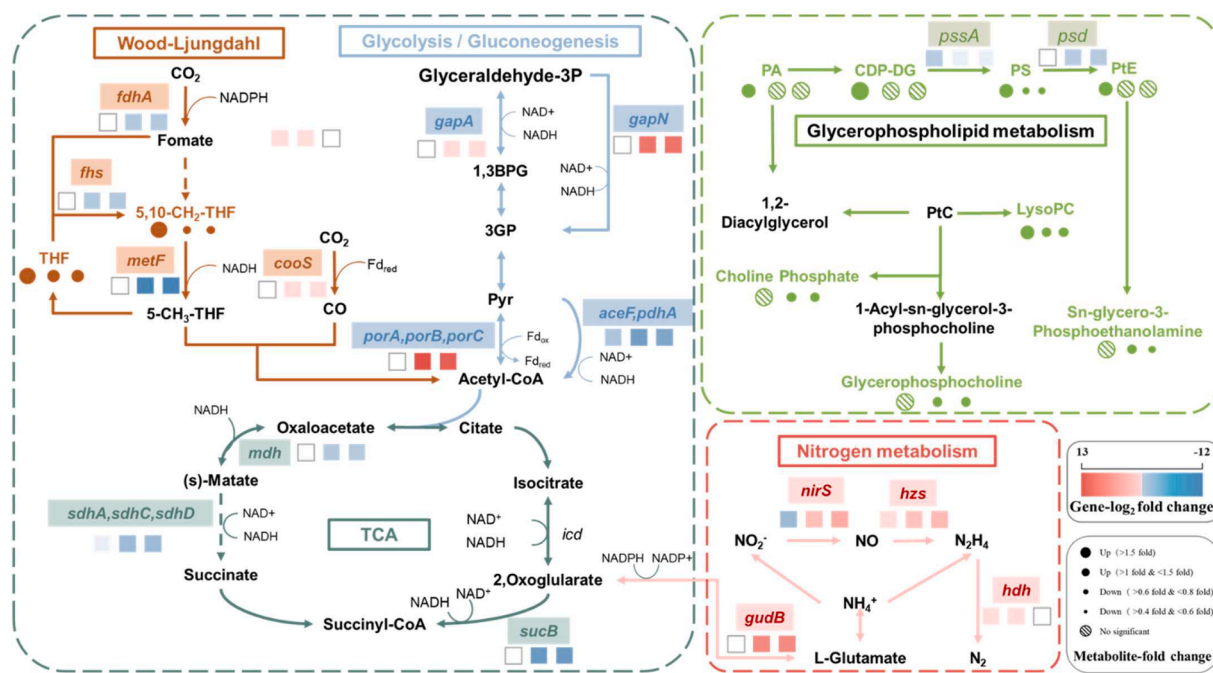 Wood-Ljungdahl
CO2
fdhA
NADPH
Fomate
fhs
5,10-CH2-THF
THF
metF
NADH
5-CH3-THF
CO2
cooS
Fdred
CO
Glycolysis / Gluconeogenesis
Glyceraldehyde-3P
gapA
NAD+
NADH
gapN
1,3BPG
NAD+
NADH
3GP
Pyr
aceF,pdhA
porA,porB,porC
Fdox
Fdred
NAD+
NADH
Acetyl-CoA
NADH
Oxaloacetate
Citate
mdh
(s)-Matate
Isocitrate
sdhA,sdhC,sdhD
NAD+
NADH
TCA
NAD+
NADH
icd
Succinate
2,Oxoglularate
NADPH
NADP+
NADH
NAD+
Succinyl-CoA
sucB
pssA
psd
PA
CDP-DG
PS
PtE
Glycerophospholipid metabolism
1,2-
Diacylglycerol
PtC
LysoPC
Choline Phosphate
1-Acyl-sn-glycerol-3-
phosphocholine
Sn-glycero-3-
Phosphoethanolamine
Glycerophosphocholine
Nitrogen metabolism
nirS
hzs
NO2-
NO
N2H4
hdh
NH4+
gudB
L-Glutamate
N2
13
-12
Gene-log2 fold change
Up (>1.5 fold)
Up (>1 fold & <1.5 fold)
Down (>0.6 fold & <0.8 fold)
Down (>0.4 fold & <0.6 fold)
No significant
Metabolite-fold change